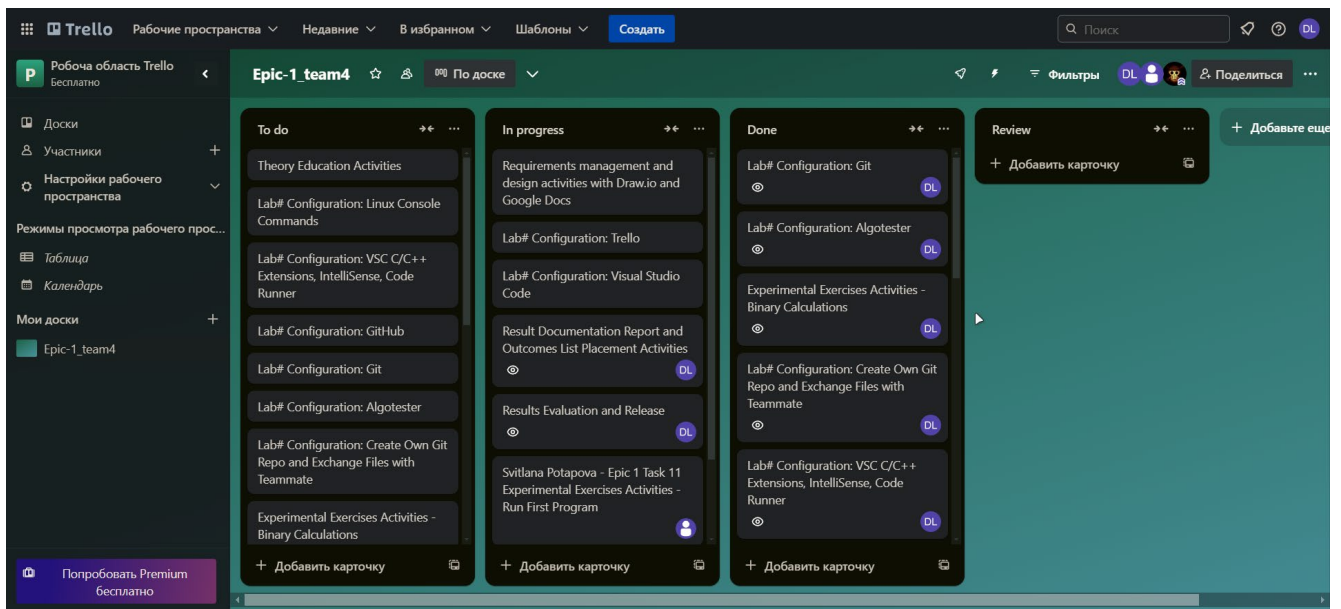 Trello
Рабочие пространства
Недавние
В избранном
Шаблоны
Создать
Поиск
DL
P
Робоча область Trello
Бесплатно
Epic-1_team4
По доске
Фильтры
DL
Поделиться
Доски
Участники
Настройки рабочего
пространства
Режимы просмотра рабочего прос...
Таблица
Календарь
Мои доски
Epic-1_team4
Попробовать Premium
бесплатно
To do
Theory Education Activities
Lab# Configuration: Linux Console
Commands
Lab# Configuration: VSC C/C++
Extensions, IntelliSense, Code
Runner
Lab# Configuration: GitHub
Lab# Configuration: Git
Lab# Configuration: Algotester
Lab# Configuration: Create Own Git
Repo and Exchange Files with
Teammate
Experimental Exercises Activities -
Binary Calculations
+ Добавить карточку
In progress
Requirements management and
design activities with Draw.io and
Google Docs
Lab# Configuration: Trello
Lab# Configuration: Visual Studio
Code
Result Documentation Report and
Outcomes List Placement Activities
DL
Results Evaluation and Release
DL
Svitlana Potapova - Epic 1 Task 11
Experimental Exercises Activities -
Run First Program
+ Добавить карточку
Done
Lab# Configuration: Git
DL
Lab# Configuration: Algotester
DL
Experimental Exercises Activities -
Binary Calculations
DL
Lab# Configuration: Create Own Git
Repo and Exchange Files with
Teammate
DL
Lab# Configuration: VSC C/C++
Extensions, IntelliSense, Code
Runner
DL
+ Добавить карточку
Review
+ Добавить карточку
+ Добавьте еще